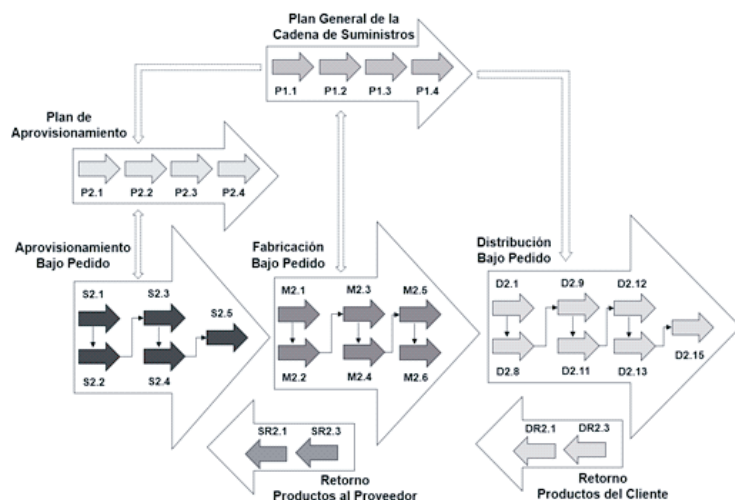 Plan General de la
Cadena de Suministros
P1.1 P1.2 P1.3 P1.4
Plan de
Aprovisionamiento
P2.1 P2.2 P2.3 P2.4
Aprovisionamiento
Bajo Pedido
S2.1 S2.3
S2.5
S2.2 S2.4
Fabricación
Bajo Pedido
M2.1 M2.3 M2.5
M2.2 M2.4 M2.6
Distribución
Bajo Pedido
D2.1 D2.9 D2.12
D2.15
D2.8 D2.11 D2.13
SR2.1 SR2.3
Retorno
Productos al Proveedor
DR2.1 DR2.3
Retorno
Productos del Cliente